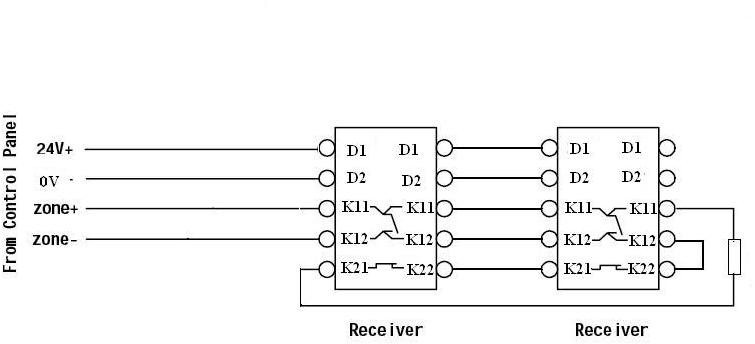 From Control Panel
24V+ D1 D1 D1 D1
0V - D2 D2 D2 D2
zone+ K11 K11 K11 K11
zone- K12 K12 K12 K12
K21 K22 K21 K22
Receiver Receiver